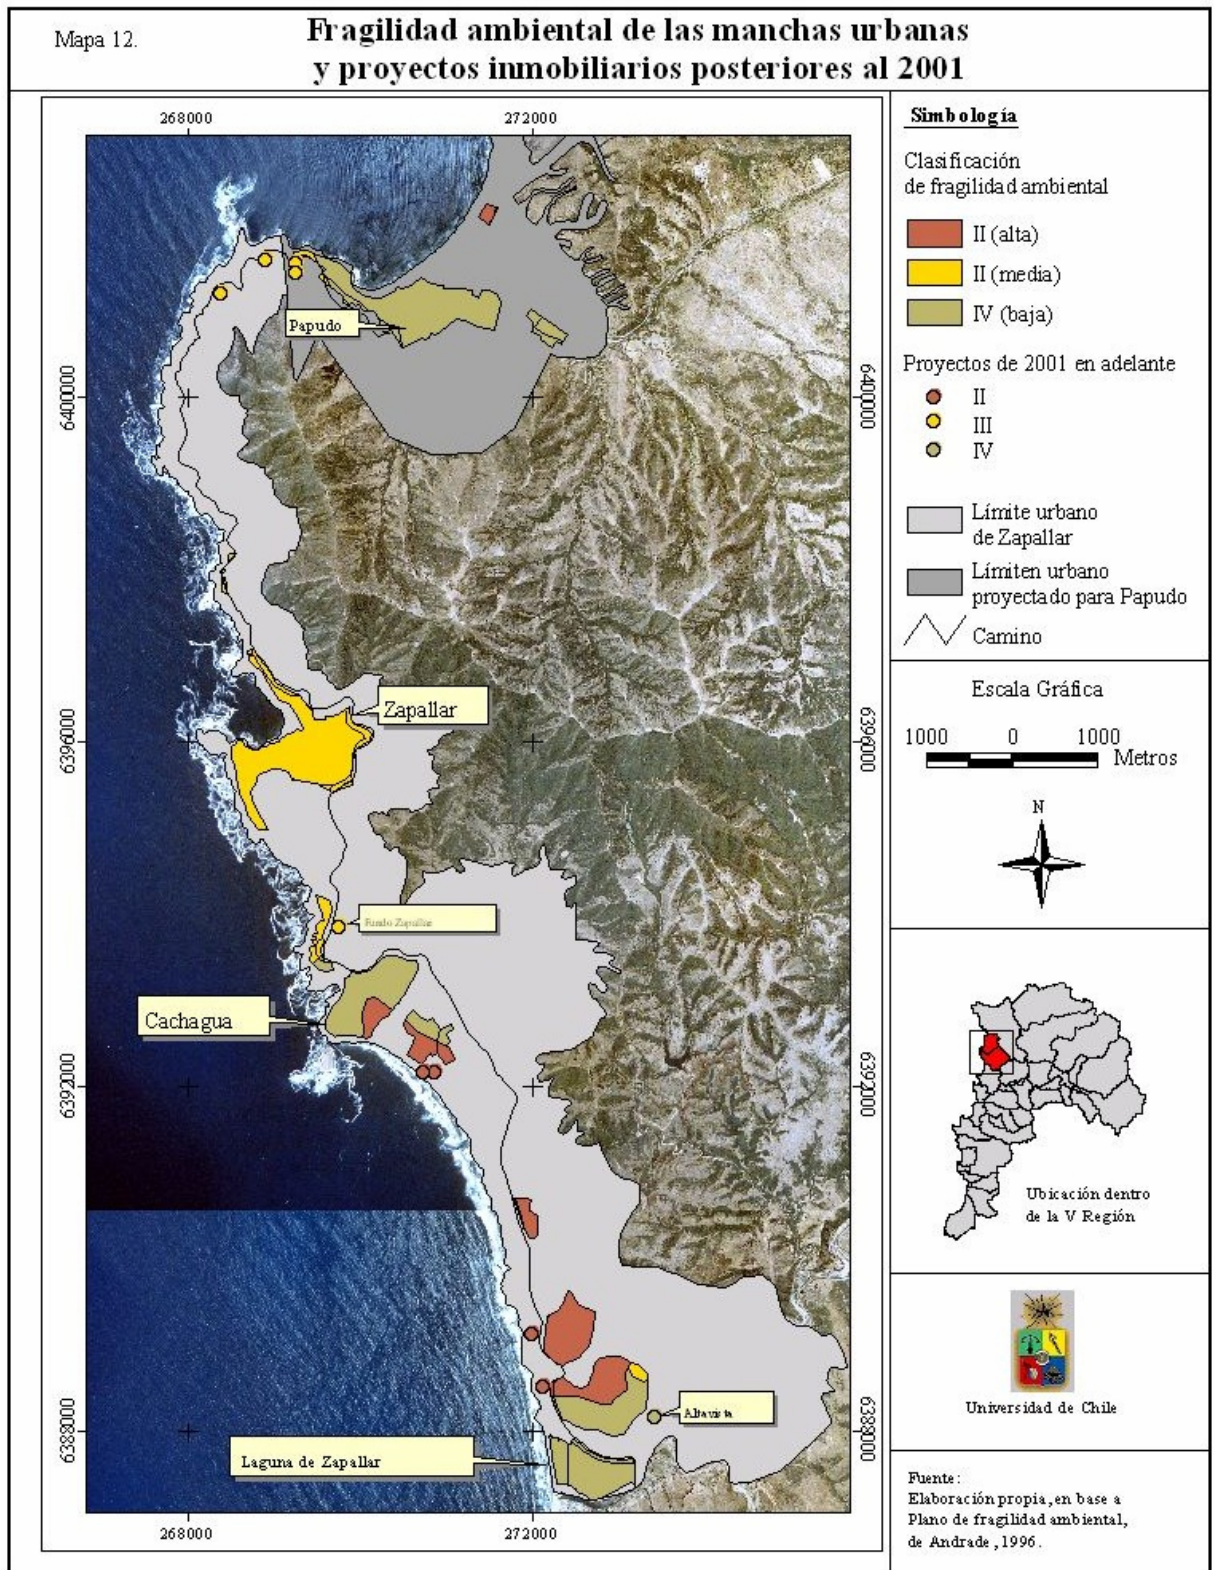 Mapa 12.
Fragilidad ambiental de las manchas urbanas
y proyectos inmobiliarios posteriores al 2001
268000
272000
6400000
6400000
6396000
6396000
6392000
6392000
6388000
6388000
268000
272000
Papudo
Zapallar
Fundo Zapallar
Cachagua
Altavista
Laguna de Zapallar
Simbología
Clasificación
de fragilidad ambiental
II (alta)
II (media)
IV (baja)
Proyectos de 2001 en adelante
II
III
IV
Límite urbano
de Zapallar
Límiten urbano
proyectado para Papudo
Camino
Escala Gráfica
1000 0 1000
Metros
N
Ubicación dentro
de la V Región
Universidad de Chile
Fuente:
Elaboración propia, en base a
Plano de fragilidad ambiental,
de Andrade, 1996.